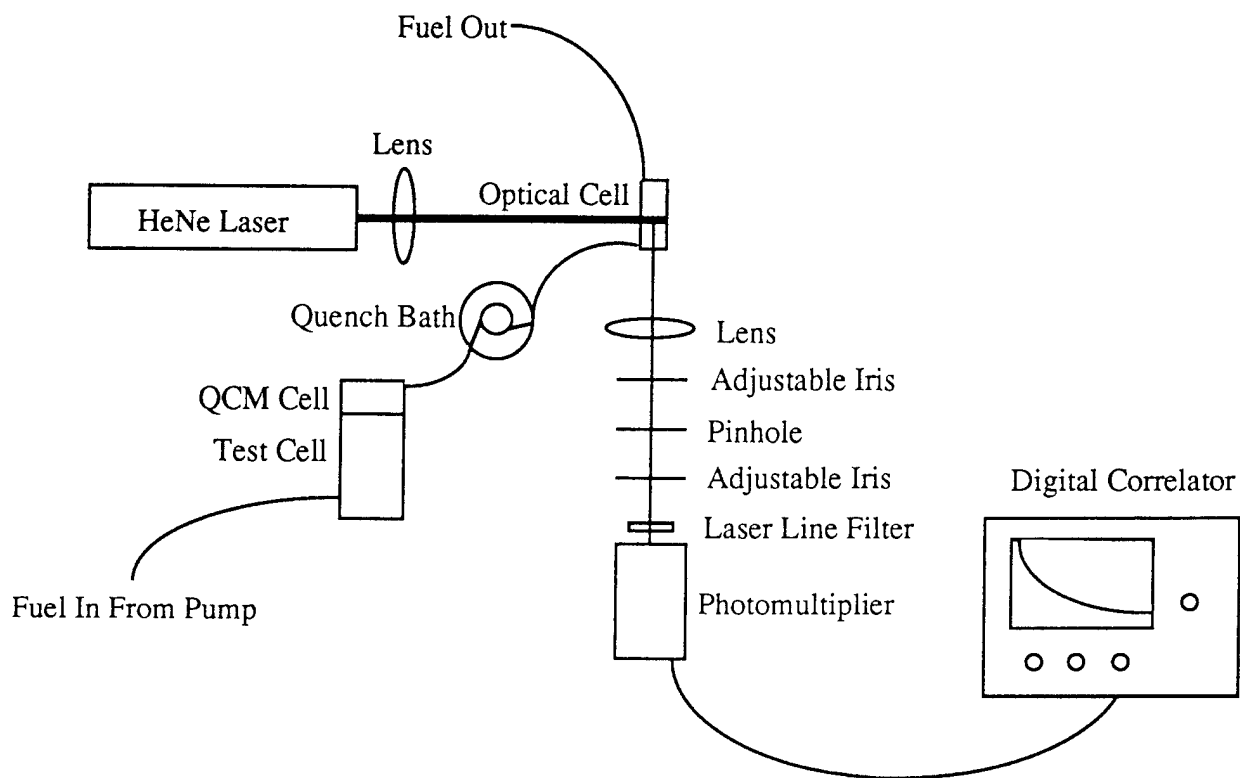 Fuel Out
Lens
Optical Cell
HeNe Laser
Quench Bath
Lens
QCM Cell
Adjustable Iris
Test Cell
Pinhole
Adjustable Iris
Digital Correlator
Laser Line Filter
Fuel In From Pump
Photomultiplier